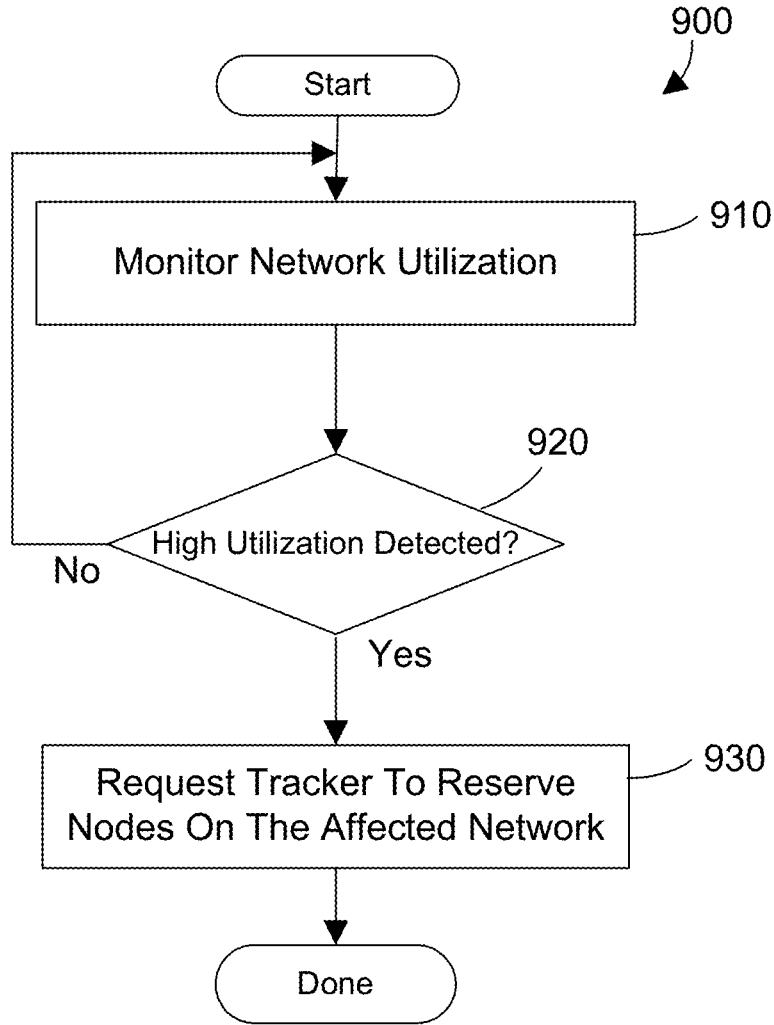 900
Start
910
Monitor Network Utilization
920
High Utilization Detected?
No
Yes
930
Request Tracker To Reserve
Nodes On The Affected Network
Done